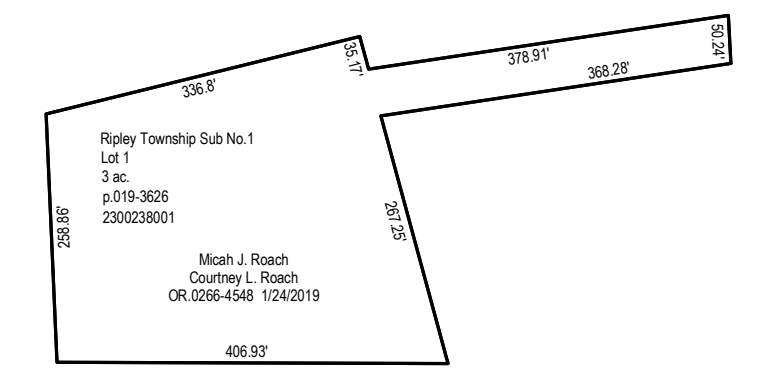 336.8'
35.17'
378.91'
50.24'
368.28'
Ripley Township Sub No.1
Lot 1
3 ac.
p.019-3626
2300238001
258.86'
267.25'
Micah J. Roach
Courtney L. Roach
OR.0266-4548 1/24/2019
406.93'